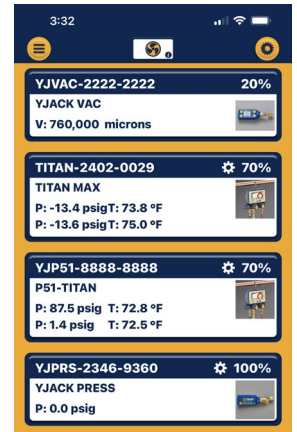 3:32
YJVAC-2222-2222 20%
YJACK VAC
V: 760,000 microns
TITAN-2402-0029 70%
TITAN MAX
P: -13.4 psigT: 73.8 ºF
P: -13.6 psigT: 75.0 ºF
YJP51-8888-8888 70%
P51-TITAN
P: 87.5 psig T: 72.8 ºF
P: 1.4 psig T: 72.5 ºF
YJPRS-2346-9360 100%
YJACK PRESS
P: 0.0 psig